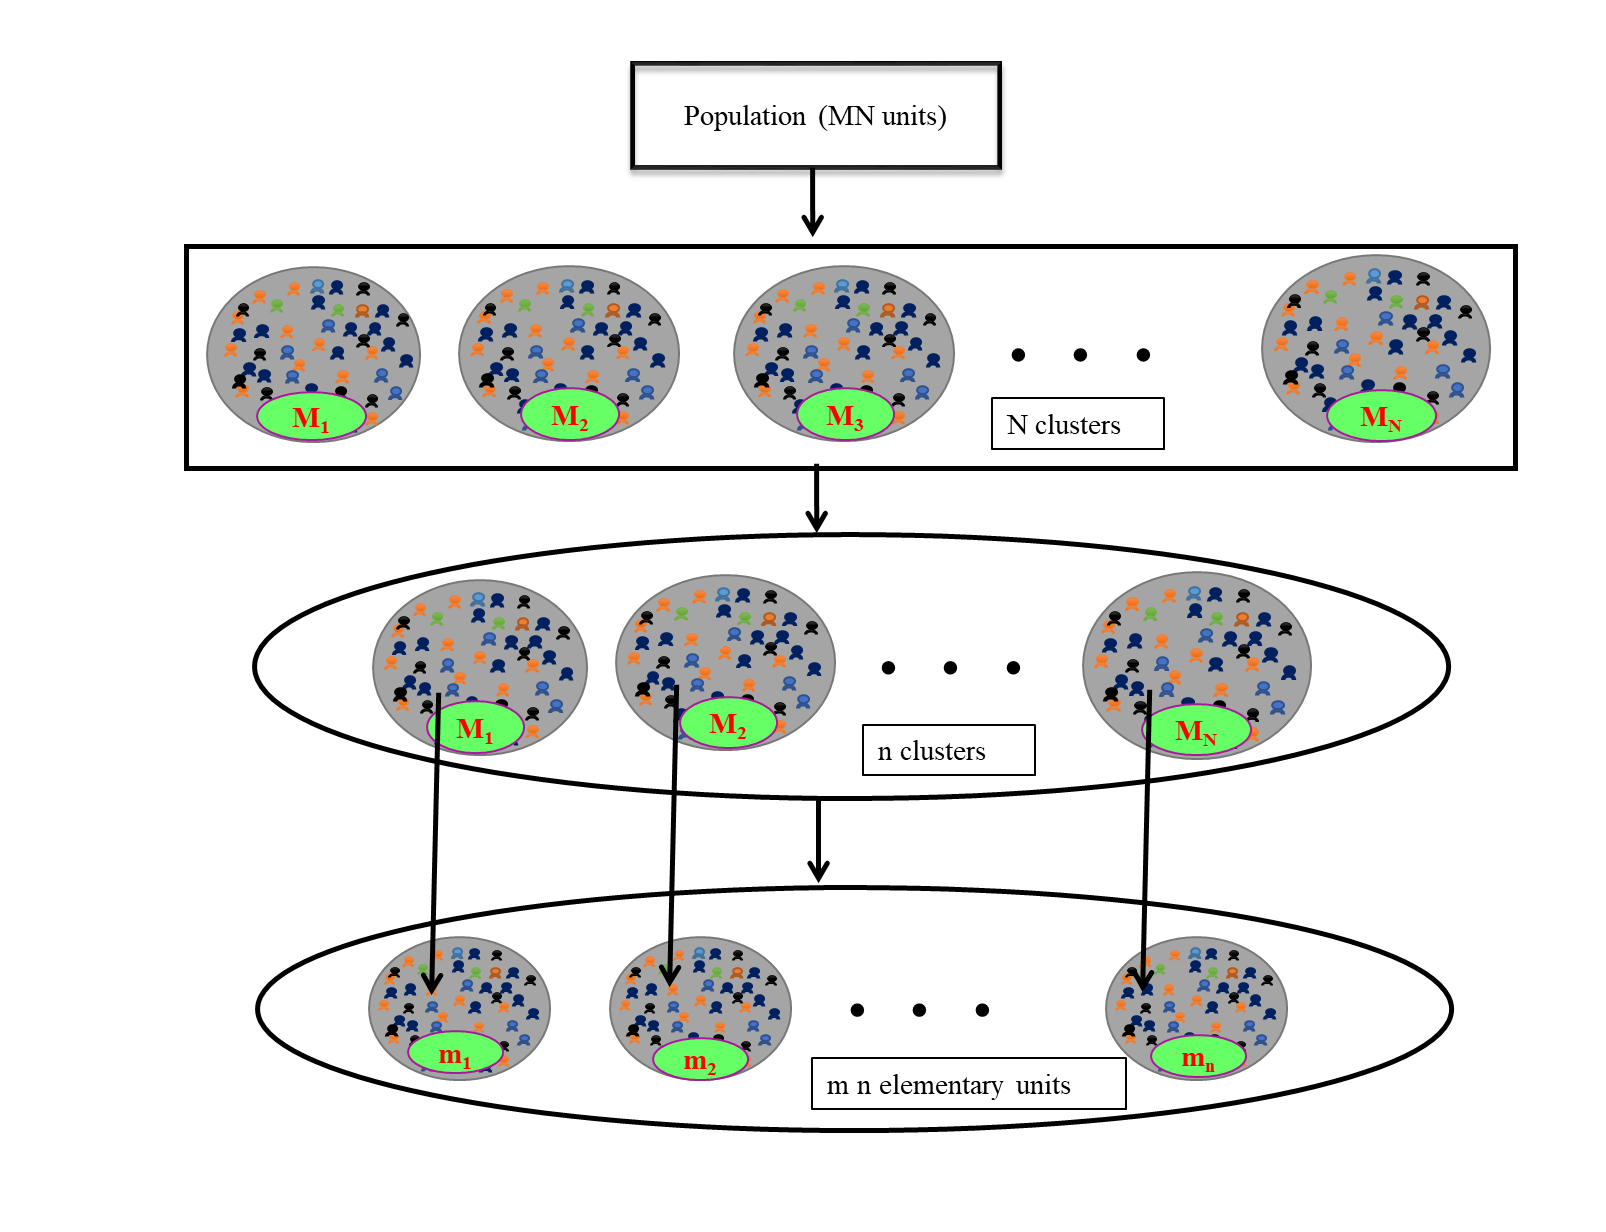 Population (MN units)
M1 M2 M3 MN
N clusters
M1 M2 MN
n clusters
m1 m2 mn
m n elementary units